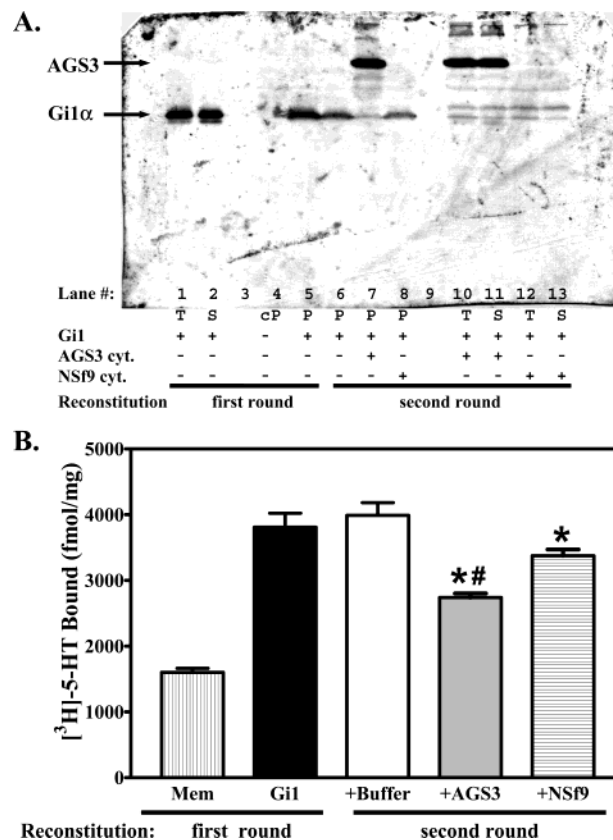 A.
AGS3
Gi1α
Lane #: 1 2 3 4 5 6 7 8 9 10 11 12 13
T S cP P P P P T S T S
Gi1 + + - + + + + + + + +
AGS3 cyt. - - - - - + - + + - -
NSf9 cyt. - - - - - - + - - + +
Reconstitution first round second round
B.
[³H]-5-HT Bound (fmol/mg)
5000
4000
3000
2000
1000
0
*#
*
Mem Gi1 +Buffer +AGS3 +NSf9
Reconstitution: first round second round